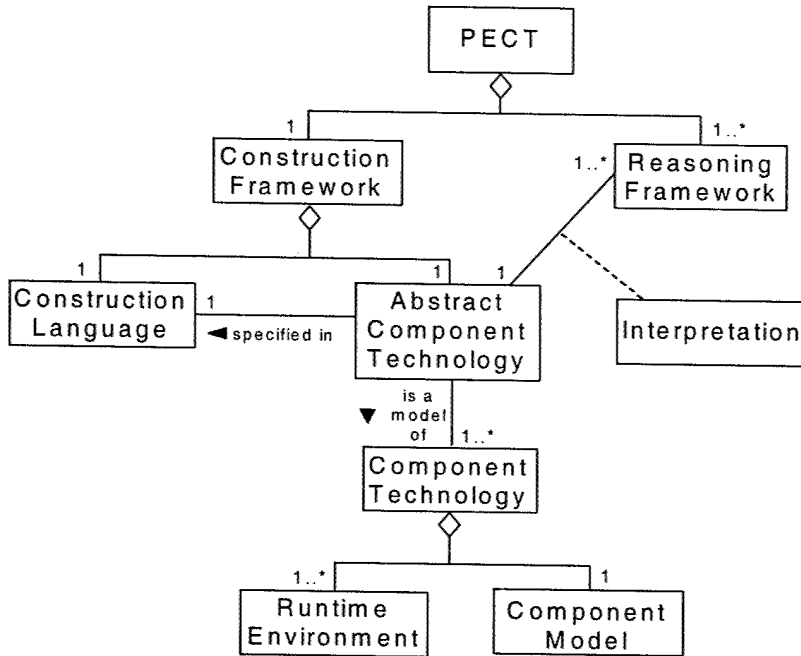 PECT
1
1..*
Construction
Framework
1..*
Reasoning
Framework
1
1
1
Construction
Language
1
specified in
Abstract
Component
Technology
Interpretation
is a
model
of
1..*
Component
Technology
1..*
1
Runtime
Environment
Component
Model